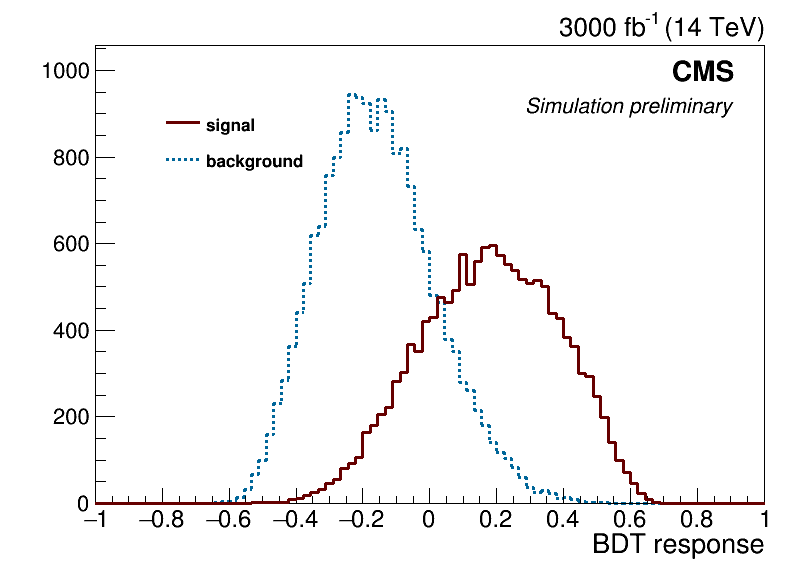 3000 fb⁻¹ (14 TeV)
CMS
Simulation preliminary
signal
background
1000
800
600
400
200
0
−1 −0.8 −0.6 −0.4 −0.2 0 0.2 0.4 0.6 0.8 1
BDT response